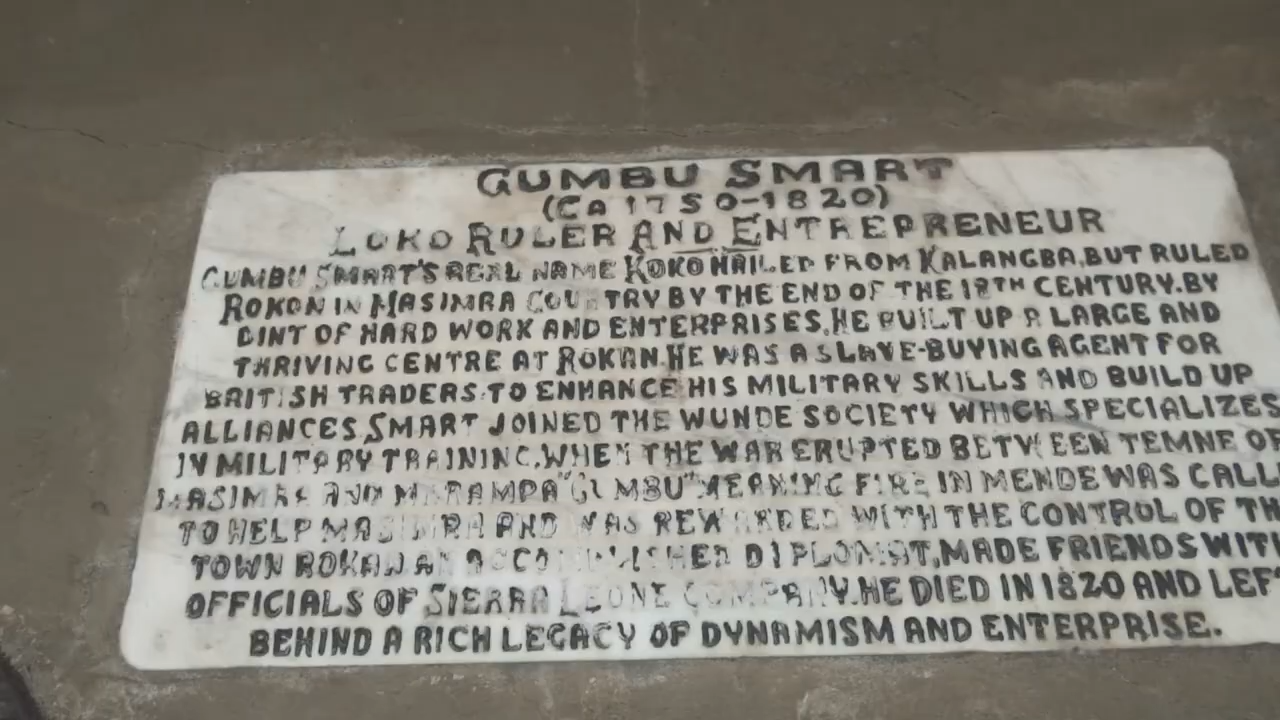 GUMBU SMART
(CA 1750-1820)
LOKO RULER AND ENTREPRENEUR
GUMBU SMART'S REAL NAME KOKO HAILED FROM KALANGBA, BUT RULED
ROKON IN MASIMRA COUNTRY BY THE END OF THE 18TH CENTURY. BY
DINT OF HARD WORK AND ENTERPRISES, HE BUILT UP A LARGE AND
THRIVING CENTRE AT ROKAN. HE WAS A SLAVE-BUYING AGENT FOR
BRITISH TRADERS. TO ENHANCE HIS MILITARY SKILLS AND BUILD UP
ALLIANCES SMART JOINED THE WUNDE SOCIETY WHICH SPECIALIZES
IN MILITARY TRAINING. WHEN THE WAR ERUPTED BETWEEN TEMNE OF
MASIMRA AND MARAMPA "GUMBU" MEANING FIRE IN MENDE WAS CALL
TO HELP MASIMRA AND WAS REWARDED WITH THE CONTROL OF TH
TOWN ROKAN. AN ACCOMPLISHED DIPLOMAT, MADE FRIENDS WIT
OFFICIALS OF SIERRA LEONE COMPANY. HE DIED IN 1820 AND LEFT
BEHIND A RICH LEGACY OF DYNAMISM AND ENTERPRISE.